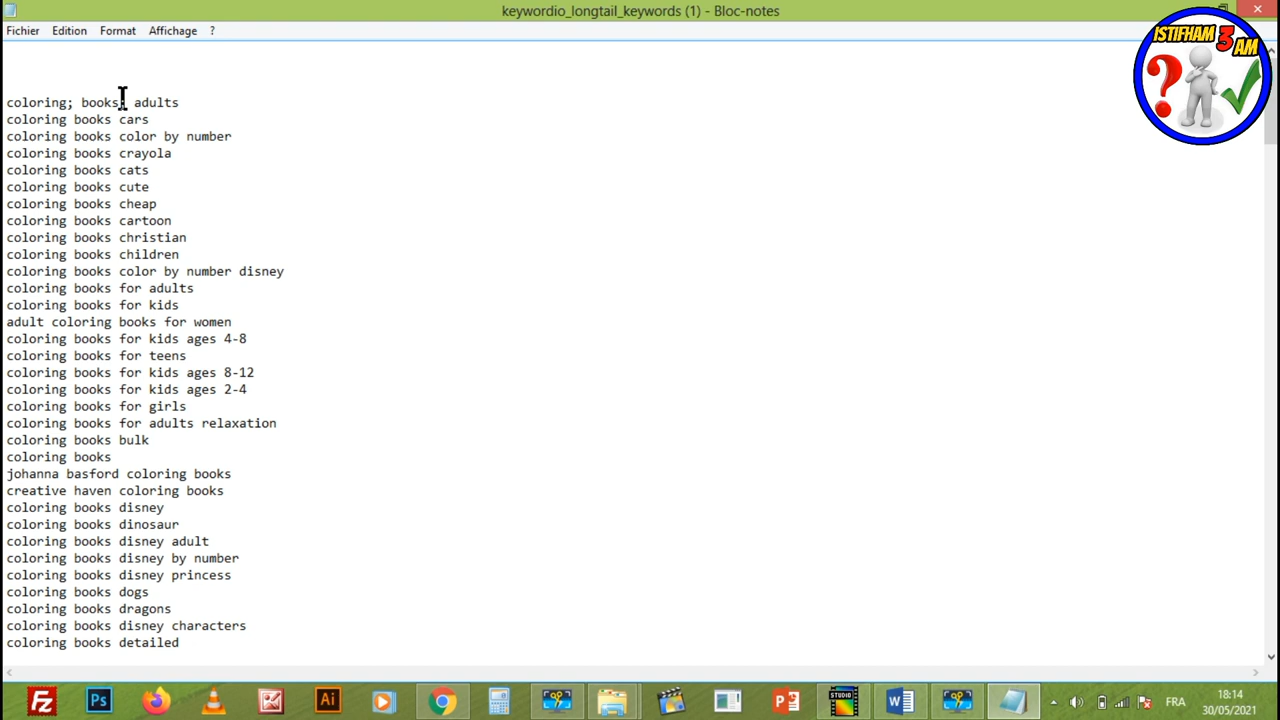 keywordio_longtail_keywords (1) - Bloc-notes
Fichier Edition Format Affichage ?
ISTIFHAM 3 AM
coloring; books; adults
coloring books cars
coloring books color by number
coloring books crayola
coloring books cats
coloring books cute
coloring books cheap
coloring books cartoon
coloring books christian
coloring books children
coloring books color by number disney
coloring books for adults
coloring books for kids
adult coloring books for women
coloring books for kids ages 4-8
coloring books for teens
coloring books for kids ages 8-12
coloring books for kids ages 2-4
coloring books for girls
coloring books for adults relaxation
coloring books bulk
coloring books
johanna basford coloring books
creative haven coloring books
coloring books disney
coloring books dinosaur
coloring books disney adult
coloring books disney by number
coloring books disney princess
coloring books dogs
coloring books dragons
coloring books disney characters
coloring books detailed
Fz Ps Ai STUDIO FRA 18:14
30/05/2021